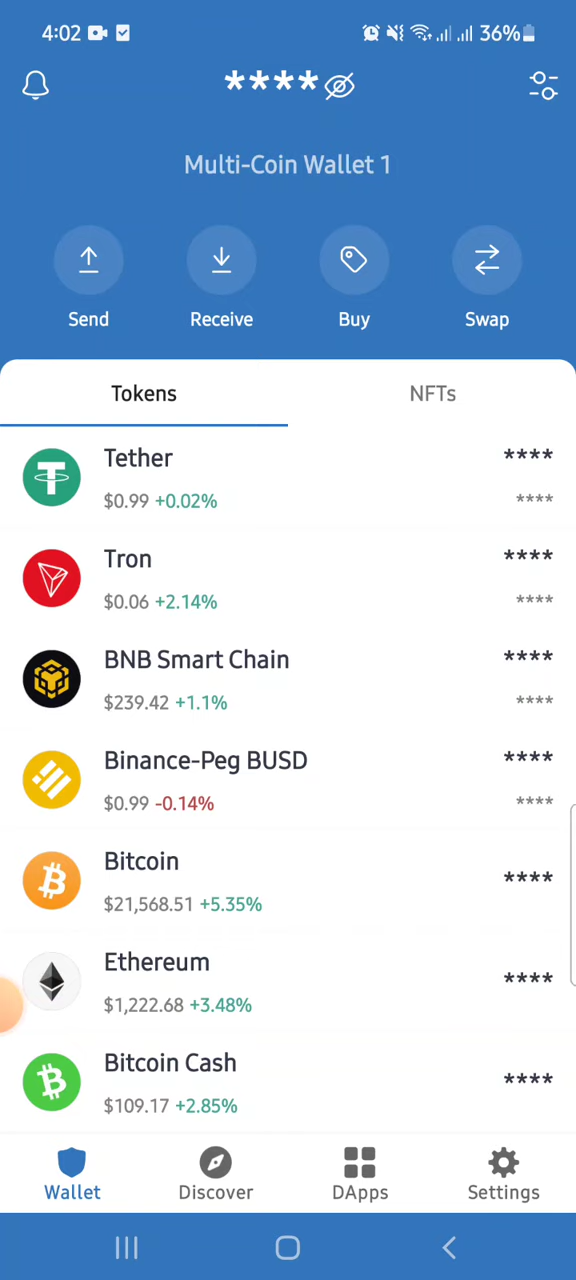 4:02 36%
****
Multi-Coin Wallet 1
Send Receive Buy Swap
Tokens NFTs
Tether ****
$0.99 +0.02% ****
Tron ****
$0.06 +2.14% ****
BNB Smart Chain ****
$239.42 +1.1% ****
Binance-Peg BUSD ****
$0.99 -0.14% ****
Bitcoin ****
$21,568.51 +5.35%
Ethereum ****
$1,222.68 +3.48%
Bitcoin Cash ****
$109.17 +2.85%
Wallet Discover DApps Settings